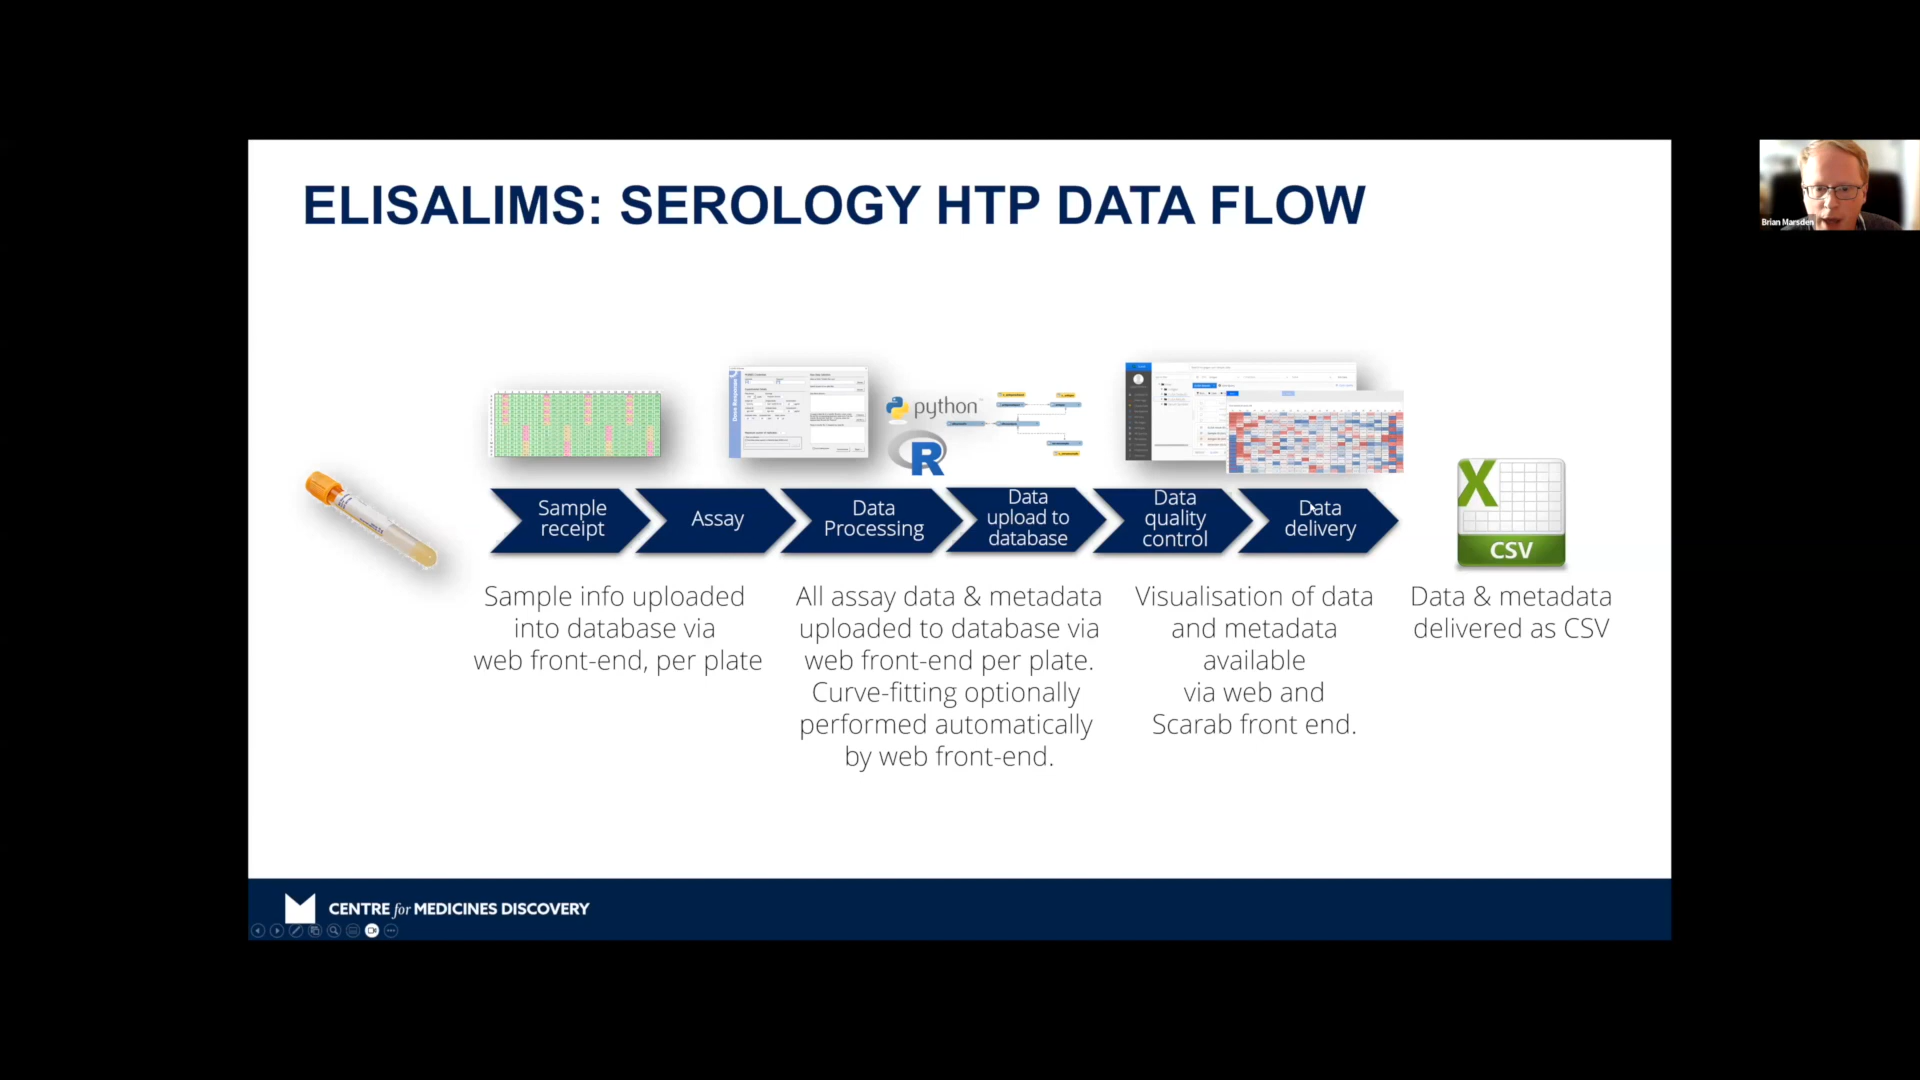 ELISALIMS: SEROLOGY HTP DATA FLOW
Brian Marsden
python
R
Sample
receipt
Assay
Data
Processing
Data
upload to
database
Data
quality
control
Data
delivery
X
CSV
Sample info uploaded
into database via
web front-end, per plate
All assay data & metadata
uploaded to database via
web front-end per plate.
Curve-fitting optionally
performed automatically
by web front-end.
Visualisation of data
and metadata
available
via web and
Scarab front end.
Data & metadata
delivered as CSV
CENTRE for MEDICINES DISCOVERY